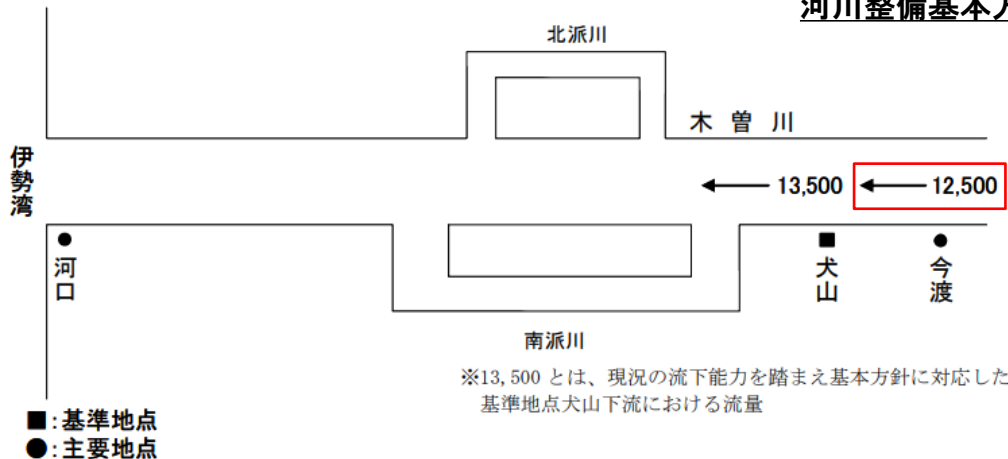 河川整備基本方
北派川
木曽川
伊勢湾
← 13,500
← 12,500
河口
犬山
今渡
南派川
※13,500 とは、現況の流下能力を踏まえ基本方針に対応した
基準地点犬山下流における流量
■:基準地点
●:主要地点